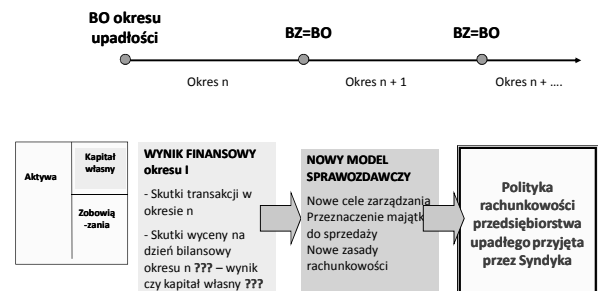 BO okresu
upadłości
BZ=BO
BZ=BO
Okres n
Okres n + 1
Okres n + ....
Aktywa
Kapitał
własny
Zobowią
-zania
WYNIK FINANSOWY
okresu I
- Skutki transakcji w
okresie n
- Skutki wyceny na
dzień bilansowy
okresu n ??? – wynik
czy kapitał własny ???
NOWY MODEL
SPRAWOZDAWCZY
Nowe cele zarządzania
Przeznaczenie majątk
do sprzedaży
Nowe zasady
rachunkowości
Polityka
rachunkowości
przedsiębiorstwa
upadłego przyjęta
przez Syndyka